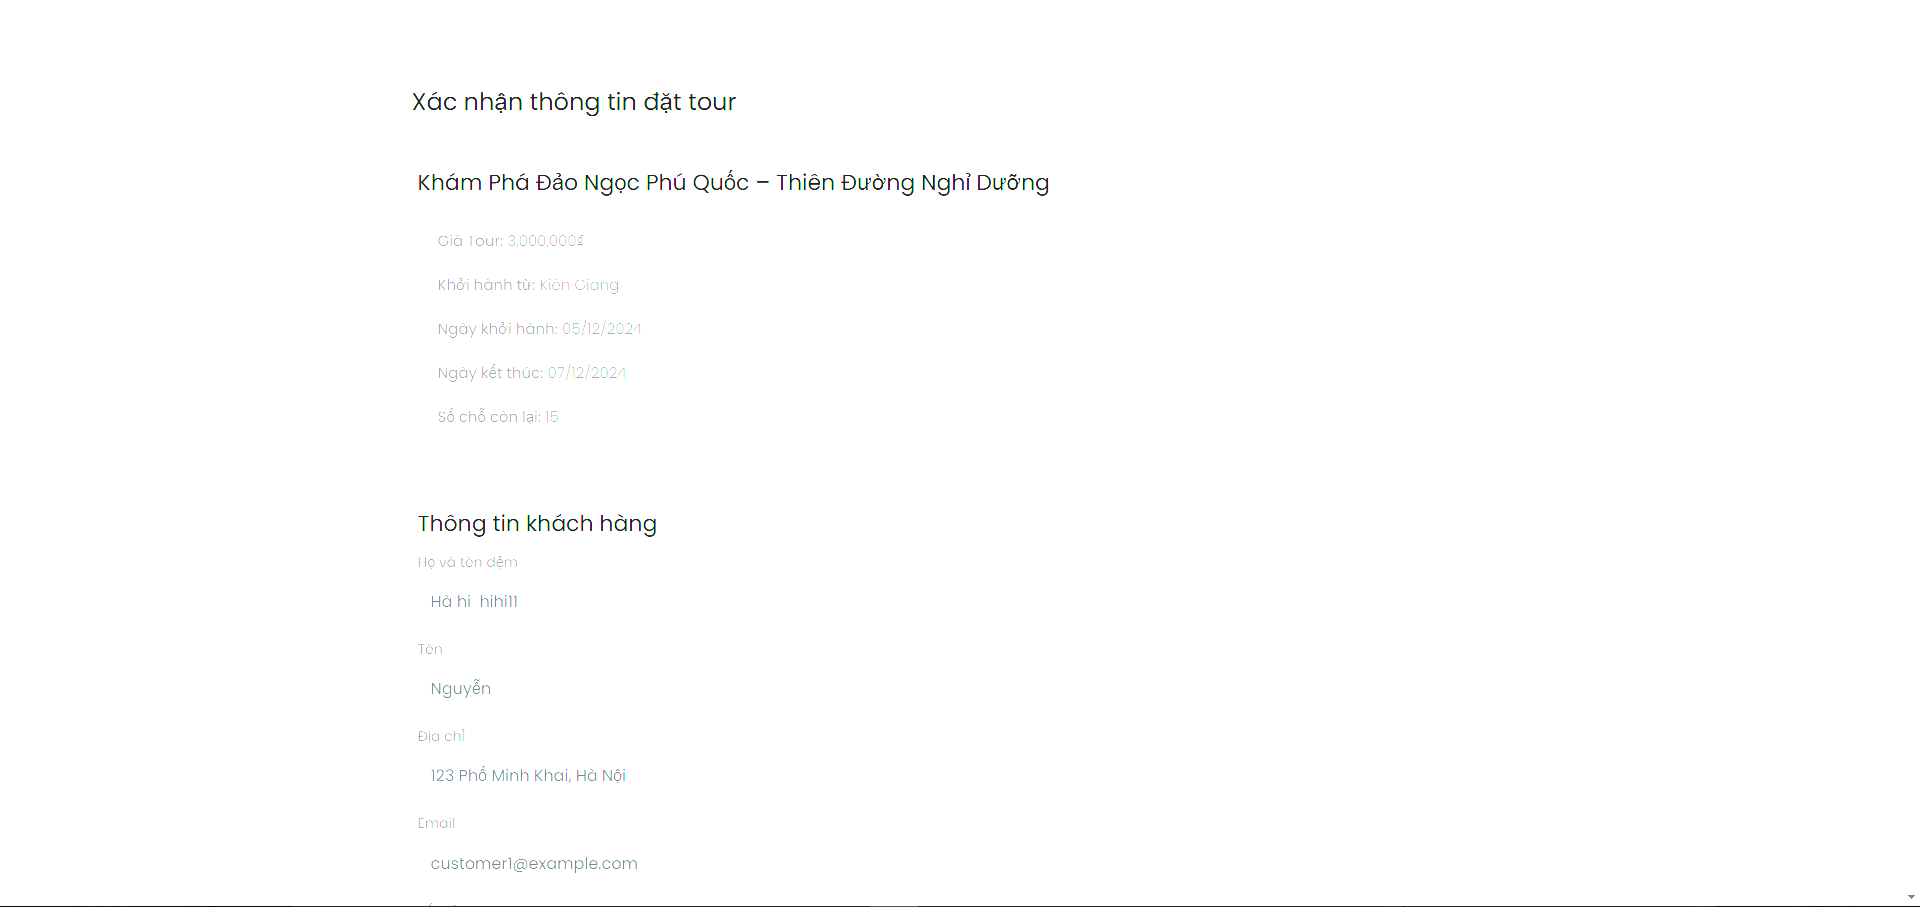 Xác nhận thông tin đặt tour
Khám Phá Đảo Ngọc Phú Quốc – Thiên Đường Nghỉ Dưỡng
Giá Tour: 3,000,000₫
Khởi hành từ: Kiên Giang
Ngày khởi hành: 05/12/2024
Ngày kết thúc: 07/12/2024
Số chỗ còn lại: 15
Thông tin khách hàng
Họ và tên đệm
Hà hi  hihi11
Tên
Nguyễn
Địa chỉ
123 Phố Minh Khai, Hà Nội
Email
customer1@example.com